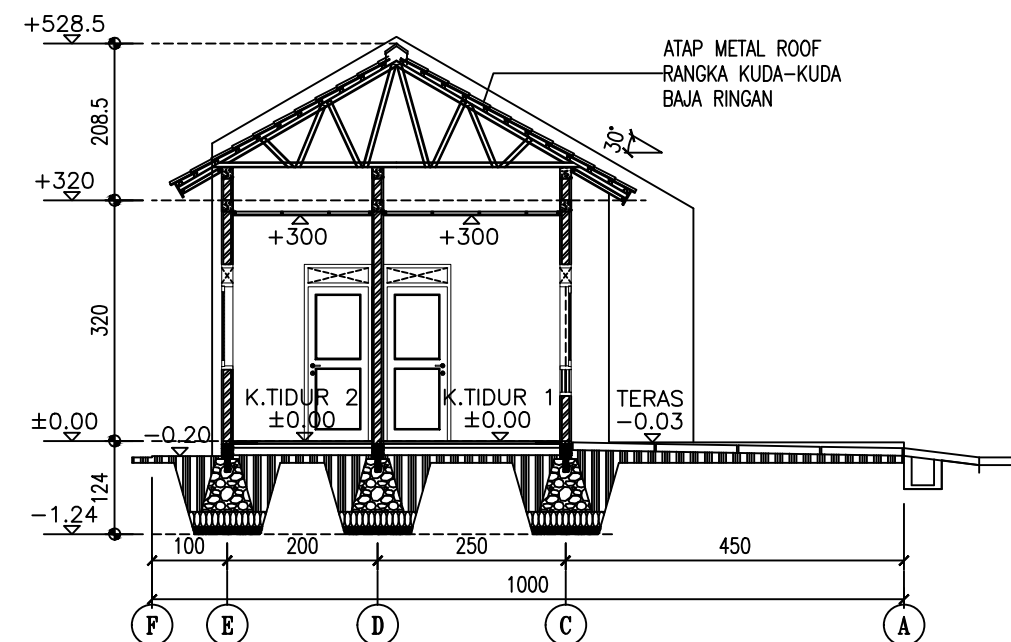 +528.5
ATAP METAL ROOF
RANGKA KUDA-KUDA
BAJA RINGAN
208.5
30°
+320
+300
+300
320
K.TIDUR 2
±0.00
K.TIDUR 1
±0.00
TERAS
-0.03
±0.00
-0.20
124
-1.24
100
200
250
450
1000
F
E
D
C
A